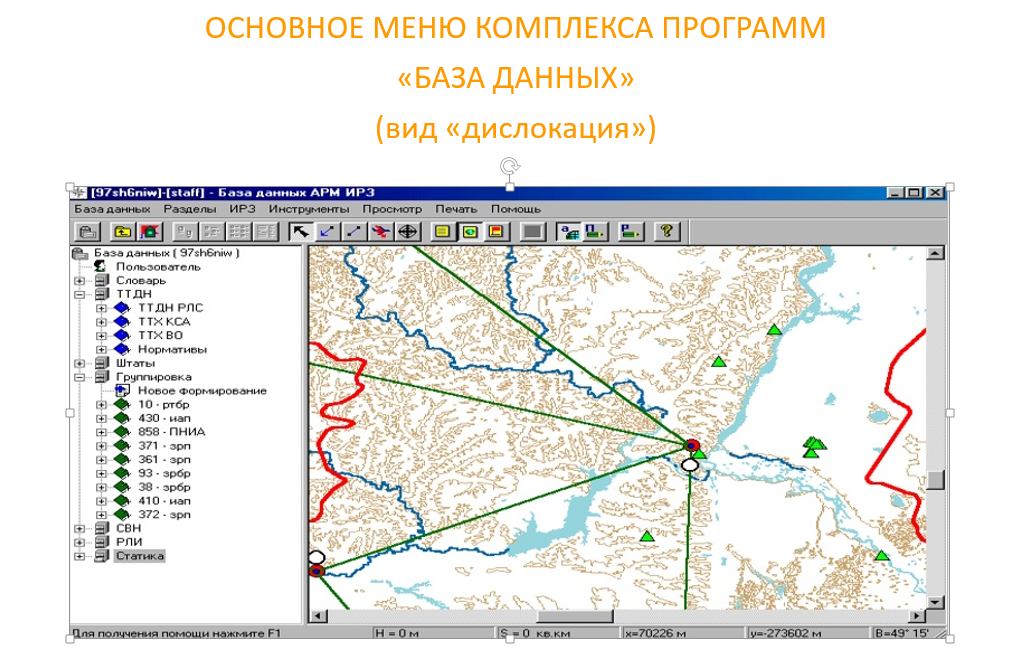 ОСНОВНОЕ МЕНЮ КОМПЛЕКСА ПРОГРАММ
«БАЗА ДАННЫХ»
(вид «дислокация»)
[97sh6niw]-[staff] - База данных АРМ ИРЗ
База данных Разделы ИРЗ Инструменты Просмотр Печать Помощь
База данных ( 97sh6niw )
Пользователь
Словарь
ТТДН
ТТДН РЛС
ТТХ КСА
ТТХ ВО
Нормативы
Штаты
Группировка
Новое формирование
10 - ртбр
430 - иап
858 - ПНИА
371 - зрп
361 - зрп
93 - зрбр
38 - зрбр
410 - иап
372 - зрп
СВН
РЛИ
Статика
Для получения помощи нажмите F1 H = 0 м S = 0 кв.км x=70226 м y=-273602 м B=49° 15'